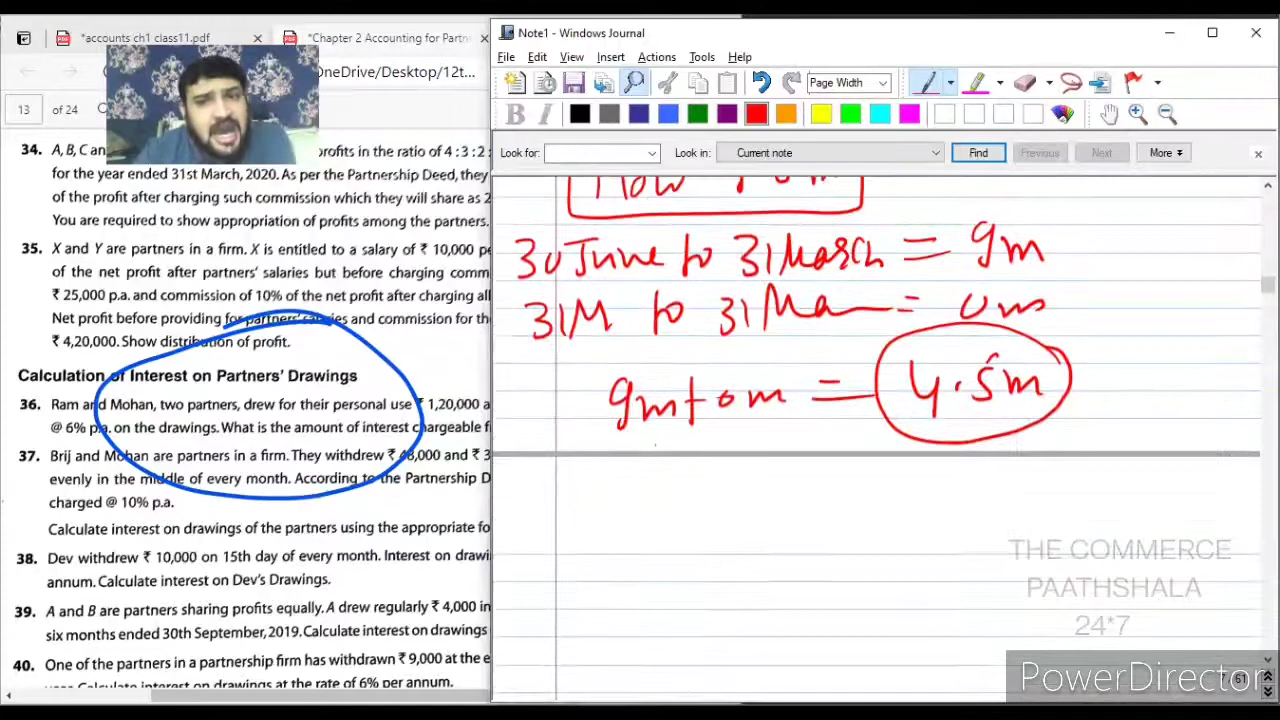 *accounts ch1 class11.pdf
*Chapter 2 Accounting for Partn
OneDrive/Desktop/12t...
13 of 24
34. A, B, C an profits in the ratio of 4 : 3 : 2 :
for the year ended 31st March, 2020. As per the Partnership Deed, they
of the profit after charging such commission which they will share as 2
You are required to show appropriation of profits among the partners.
35. X and Y are partners in a firm. X is entitled to a salary of ₹ 10,000 pe
of the net profit after partners' salaries but before charging comm
₹ 25,000 p.a. and commission of 10% of the net profit after charging all
Net profit before providing for partners' salaries and commission for the
₹ 4,20,000. Show distribution of profit.
Calculation of Interest on Partners' Drawings
36. Ram and Mohan, two partners, drew for their personal use ₹ 1,20,000 a
@ 6% p.a. on the drawings. What is the amount of interest chargeable f
37. Brij and Mohan are partners in a firm. They withdrew ₹ 48,000 and ₹ 3
evenly in the middle of every month. According to the Partnership D
charged @ 10% p.a.
Calculate interest on drawings of the partners using the appropriate fo
38. Dev withdrew ₹ 10,000 on 15th day of every month. Interest on drawi
annum. Calculate interest on Dev's Drawings.
39. A and B are partners sharing profits equally. A drew regularly ₹ 4,000 in
six months ended 30th September, 2019. Calculate interest on drawings
40. One of the partners in a partnership firm has withdrawn ₹ 9,000 at the e
year. Calculate interest on drawings at the rate of 6% per annum.
Note1 - Windows Journal
File Edit View Insert Actions Tools Help
Page Width
B I
Look for: Look in: Current note Find Previous Next More
30 June to 31 March = 9m
31M to 31 Mar = 0m
9m + 0m = 4.5m
THE COMMERCE
PAATHSHALA
24*7
PowerDirector